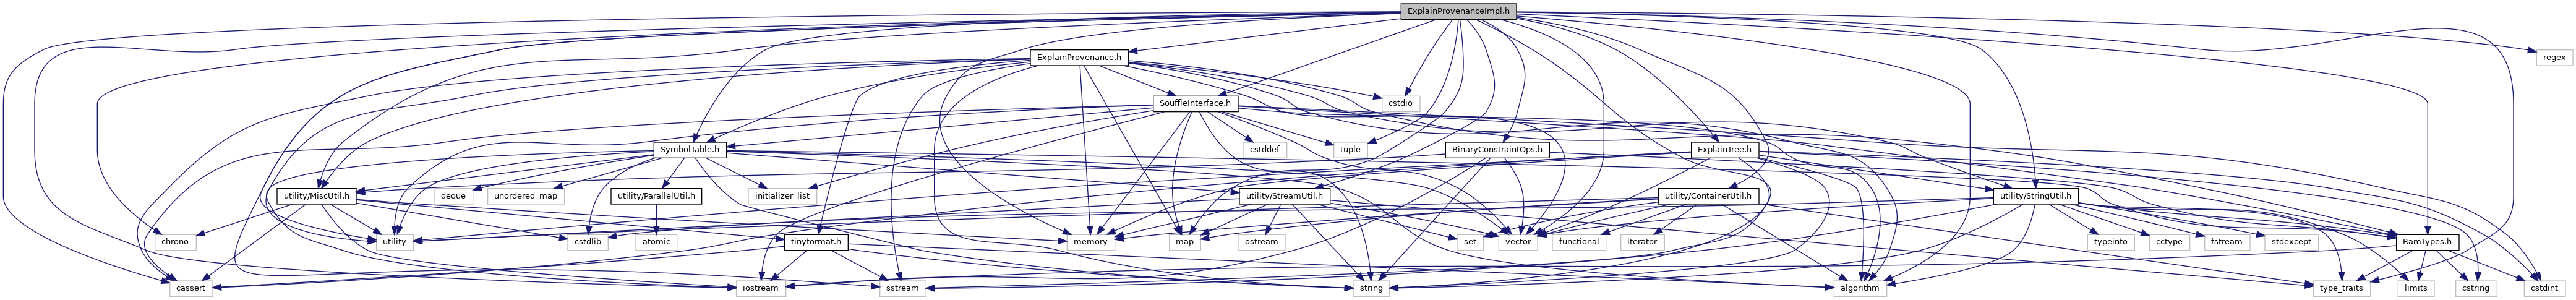 ExplainProvenanceImpl.h
ExplainProvenance.h
regex
SouffleInterface.h
cstdio
SymbolTable.h
cstddef
tuple
BinaryConstraintOps.h
ExplainTree.h
utility/MiscUtil.h
deque
unordered_map
utility/ParallelUtil.h
initializer_list
utility/StreamUtil.h
utility/ContainerUtil.h
utility/StringUtil.h
chrono
utility
cstdlib
atomic
tinyformat.h
memory
map
ostream
set
vector
functional
iterator
typeinfo
cctype
fstream
stdexcept
RamTypes.h
cassert
iostream
sstream
string
algorithm
type_traits
limits
cstring
cstdint